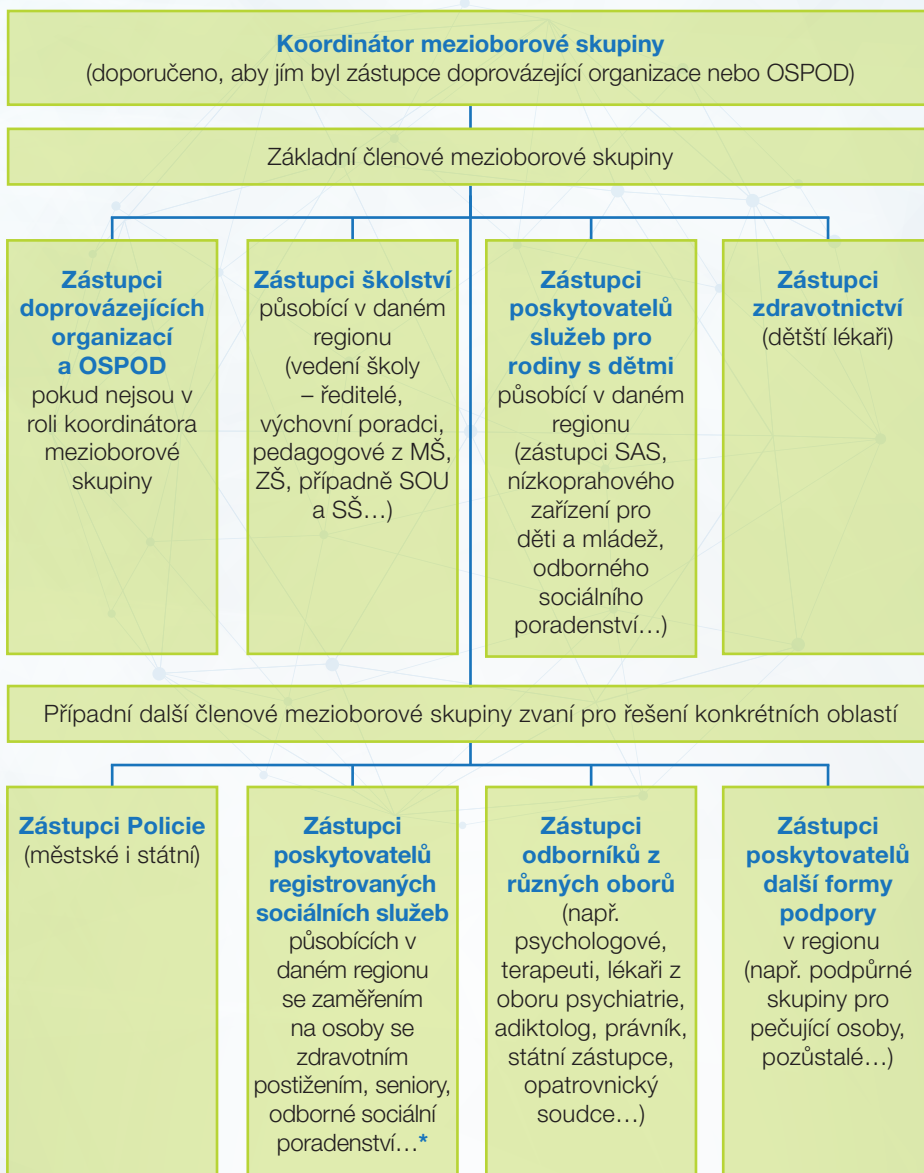 Koordinátor mezioborové skupiny
(doporučeno, aby jím byl zástupce doprovázející organizace nebo OSPOD)
Základní členové mezioborové skupiny
Zástupci
doprovázejících
organizací
a OSPOD
pokud nejsou v
roli koordinátora
mezioborové
skupiny
Zástupci školství
působící v daném
regionu
(vedení školy
– ředitelé,
výchovní poradci,
pedagogové z MŠ,
ZŠ, případně SOU
a SŠ…)
Zástupci
poskytovatelů
služeb pro
rodiny s dětmi
působící v daném
regionu
(zástupci SAS,
nízkoprahového
zařízení pro
děti a mládež,
odborného
sociálního
poradenství…)
Zástupci
zdravotnictví
(dětští lékaři)
Případní další členové mezioborové skupiny zvaní pro řešení konkrétních oblastí
Zástupci Policie
(městské i státní)
Zástupci
poskytovatelů
registrovaných
sociálních služeb
působících v
daném regionu
se zaměřením
na osoby se
zdravotním
postižením, seniory,
odborné sociální
poradenství…*
Zástupci
odborníků z
různých oborů
(např.
psychologové,
terapeuti, lékaři z
oboru psychiatrie,
adiktolog, právník,
státní zástupce,
opatrovnický
soudce…)
Zástupci
poskytovatelů
další formy
podpory
v regionu
(např. podpůrné
skupiny pro
pečující osoby,
pozůstalé…)